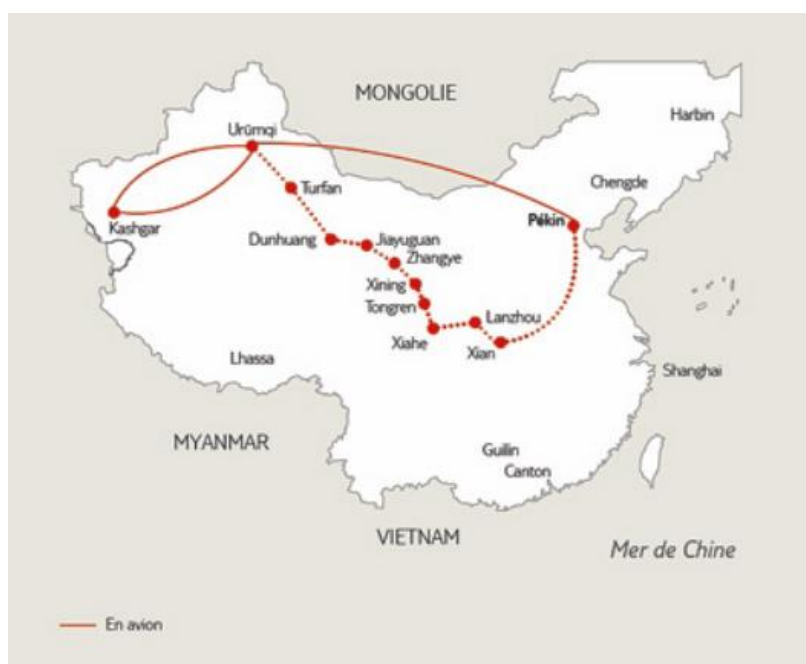 MONGOLIE
Harbin
Urümqi
Chengde
Turfan
Kashgar
Pékin
Dunhuang
Jiayuguan
Zhangye
Xining
Tongren
Lanzhou
Xiahe
Xian
Lhassa
Shanghai
MYANMAR
Guilin
Canton
VIETNAM
Mer de Chine
En avion